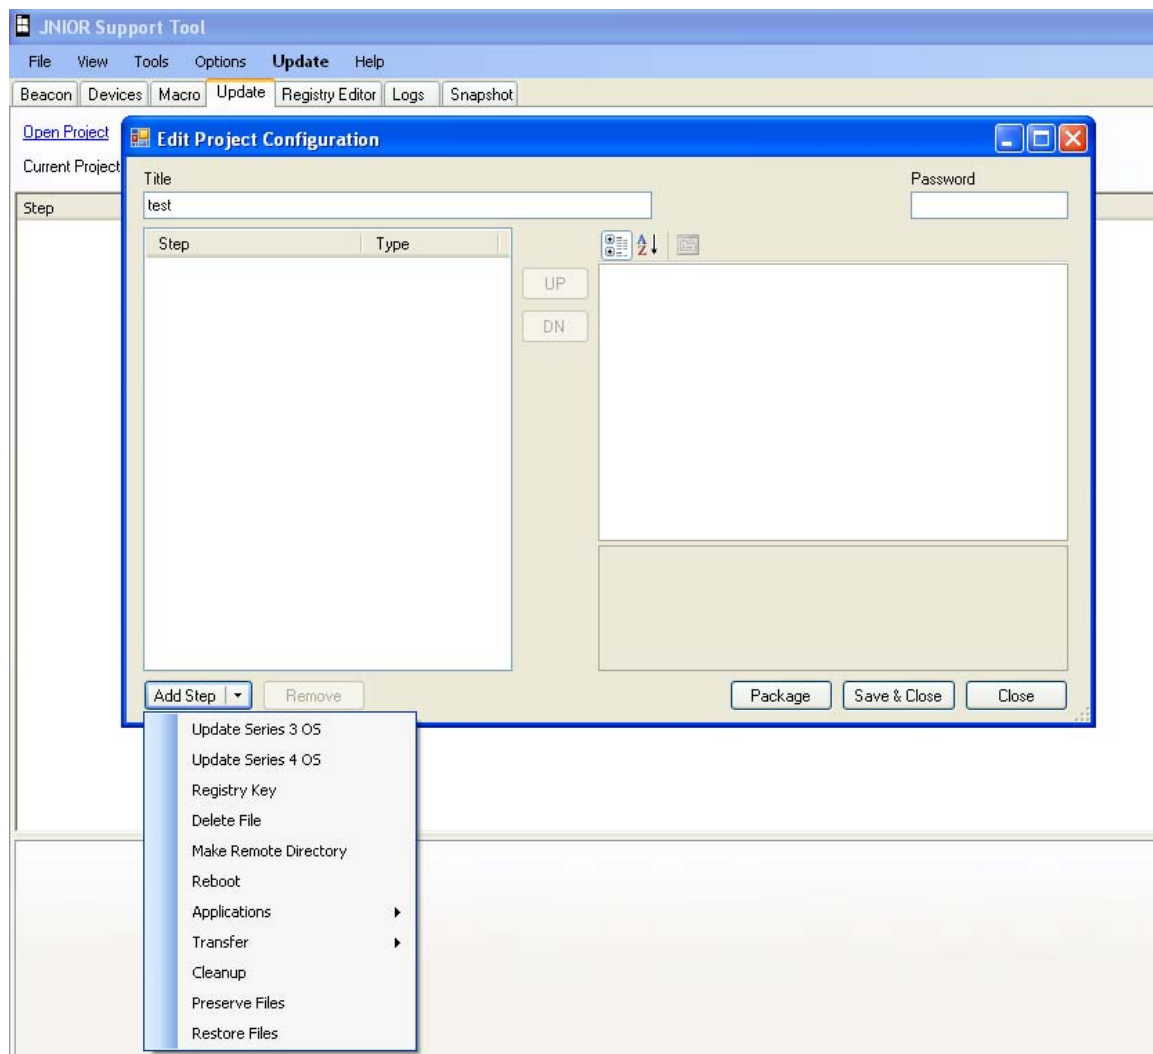 JNIOR Support Tool
File View Tools Options Update Help
Beacon Devices Macro Update Registry Editor Logs Snapshot
Open Project
Edit Project Configuration
Current Project
Title
Password
test
Step
Step Type
UP
DN
Add Step
Remove
Package
Save & Close
Close
Update Series 3 OS
Update Series 4 OS
Registry Key
Delete File
Make Remote Directory
Reboot
Applications
Transfer
Cleanup
Preserve Files
Restore Files